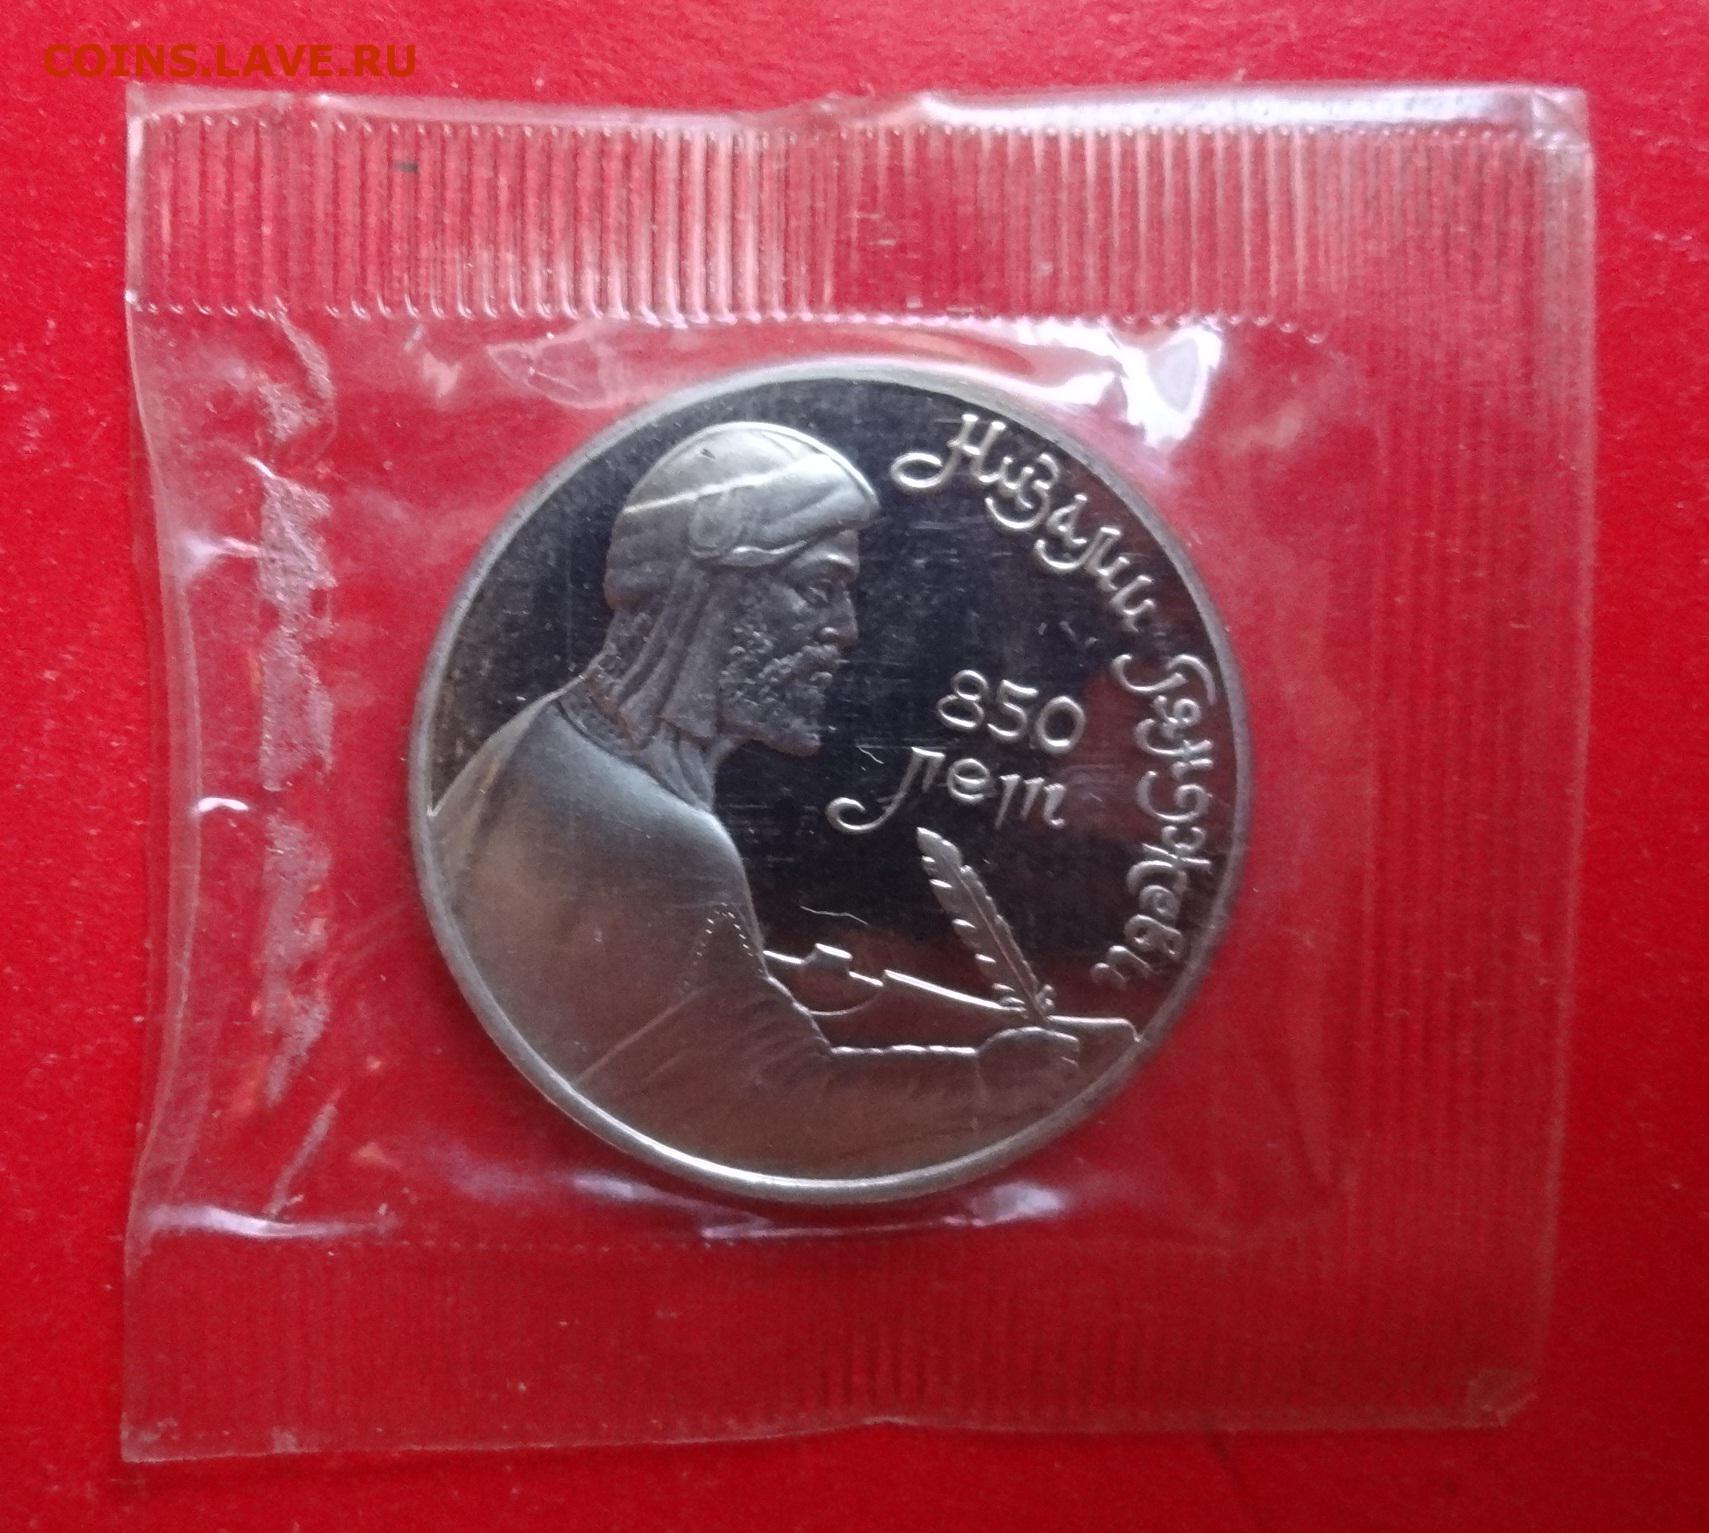 COINS.LAVE.RU
Низами Гянджеви
850
лет